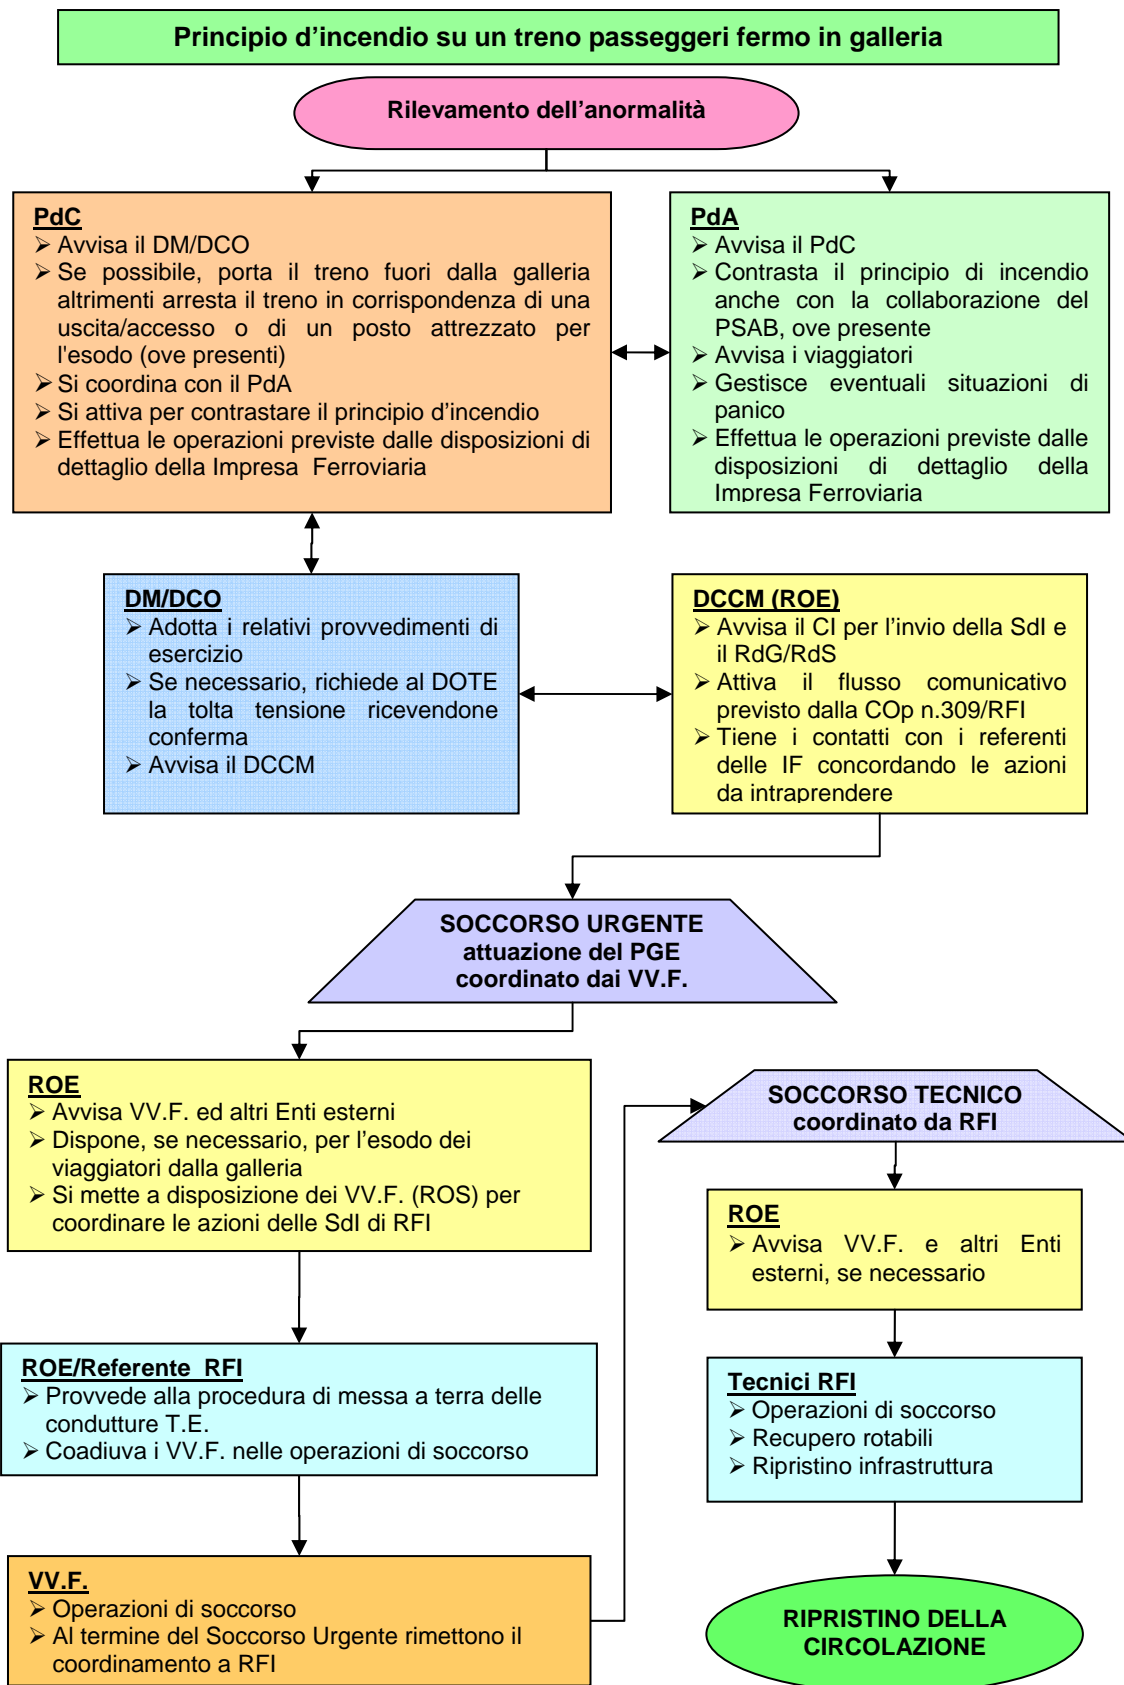 Principio d'incendio su un treno passeggeri fermo in galleria
Rilevamento dell'anormalità
PdC
➢ Avvisa il DM/DCO
➢ Se possibile, porta il treno fuori dalla galleria
altrimenti arresta il treno in corrispondenza di una
uscita/accesso o di un posto attrezzato per
l'esodo (ove presenti)
➢ Si coordina con il PdA
➢ Si attiva per contrastare il principio d'incendio
➢ Effettua le operazioni previste dalle disposizioni di
dettaglio della Impresa Ferroviaria
PdA
➢ Avvisa il PdC
➢ Contrasta il principio di incendio
anche con la collaborazione del
PSAB, ove presente
➢ Avvisa i viaggiatori
➢ Gestisce eventuali situazioni di
panico
➢ Effettua le operazioni previste dalle
disposizioni di dettaglio della
Impresa Ferroviaria
DM/DCO
➢ Adotta i relativi provvedimenti di
esercizio
➢ Se necessario, richiede al DOTE
la tolta tensione ricevendone
conferma
➢ Avvisa il DCCM
DCCM (ROE)
➢ Avvisa il CI per l'invio della SdI e
il RdG/RdS
➢ Attiva il flusso comunicativo
previsto dalla COp n.309/RFI
➢ Tiene i contatti con i referenti
delle IF concordando le azioni
da intraprendere
SOCCORSO URGENTE
attuazione del PGE
coordinato dai VV.F.
ROE
➢ Avvisa VV.F. ed altri Enti esterni
➢ Dispone, se necessario, per l'esodo dei
viaggiatori dalla galleria
➢ Si mette a disposizione dei VV.F. (ROS) per
coordinare le azioni delle SdI di RFI
ROE/Referente RFI
➢ Provvede alla procedura di messa a terra delle
condutture T.E.
➢ Coadiuva i VV.F. nelle operazioni di soccorso
VV.F.
➢ Operazioni di soccorso
➢ Al termine del Soccorso Urgente rimettono il
coordinamento a RFI
SOCCORSO TECNICO
coordinato da RFI
ROE
➢ Avvisa VV.F. e altri Enti
esterni, se necessario
Tecnici RFI
➢ Operazioni di soccorso
➢ Recupero rotabili
➢ Ripristino infrastruttura
RIPRISTINO DELLA
CIRCOLAZIONE